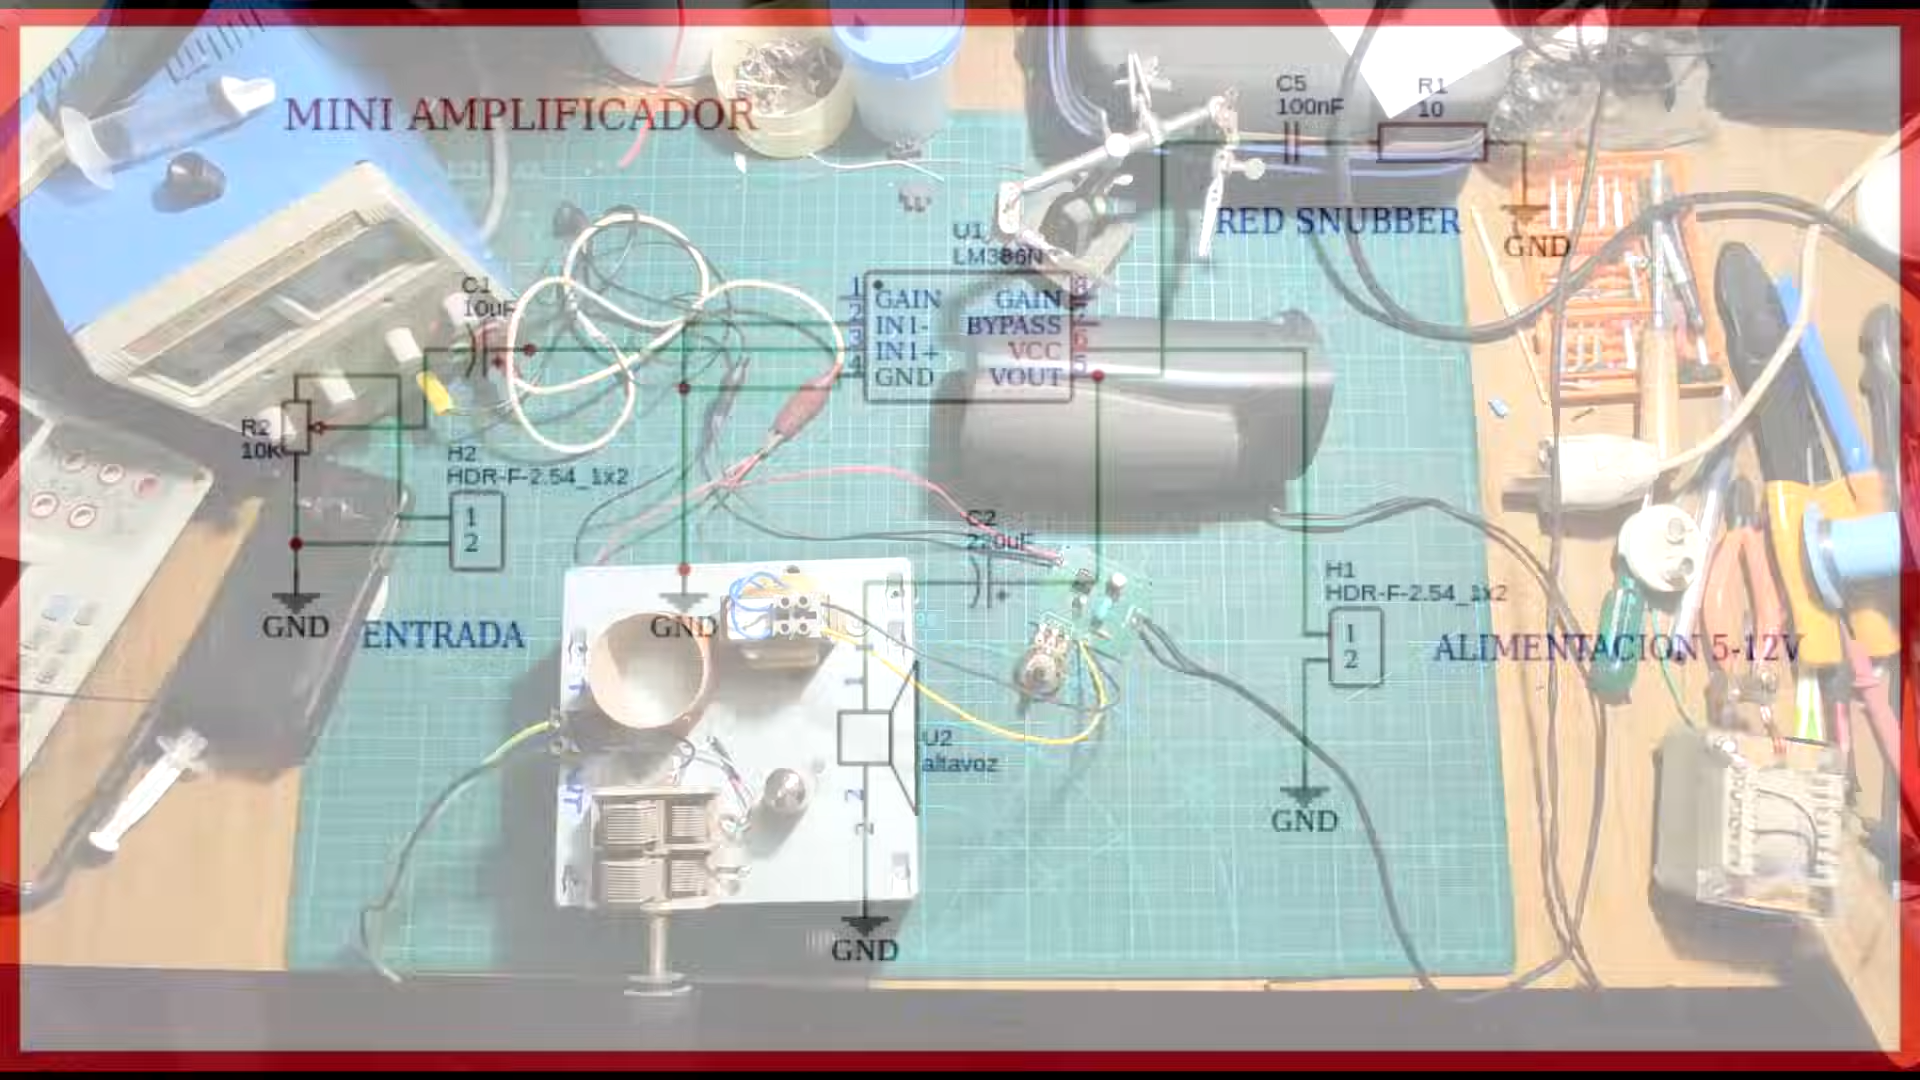 MINI AMPLIFICADOR
C5
100nF
R1
10
RED SNUBBER
GND
U1
LM386N
C1
10uF
1
GAIN
GAIN
8
2
IN1-
BYPASS
7
3
IN1+
VCC
6
4
GND
VOUT
5
R2
10K
H2
HDR-F-2.54_1x2
1
2
C2
220uF
H1
HDR-F-2.54_1x2
1
2
GND
ENTRADA
GND
ALIMENTACION 5-12V
1
U2
altavoz
2
2
GND
GND